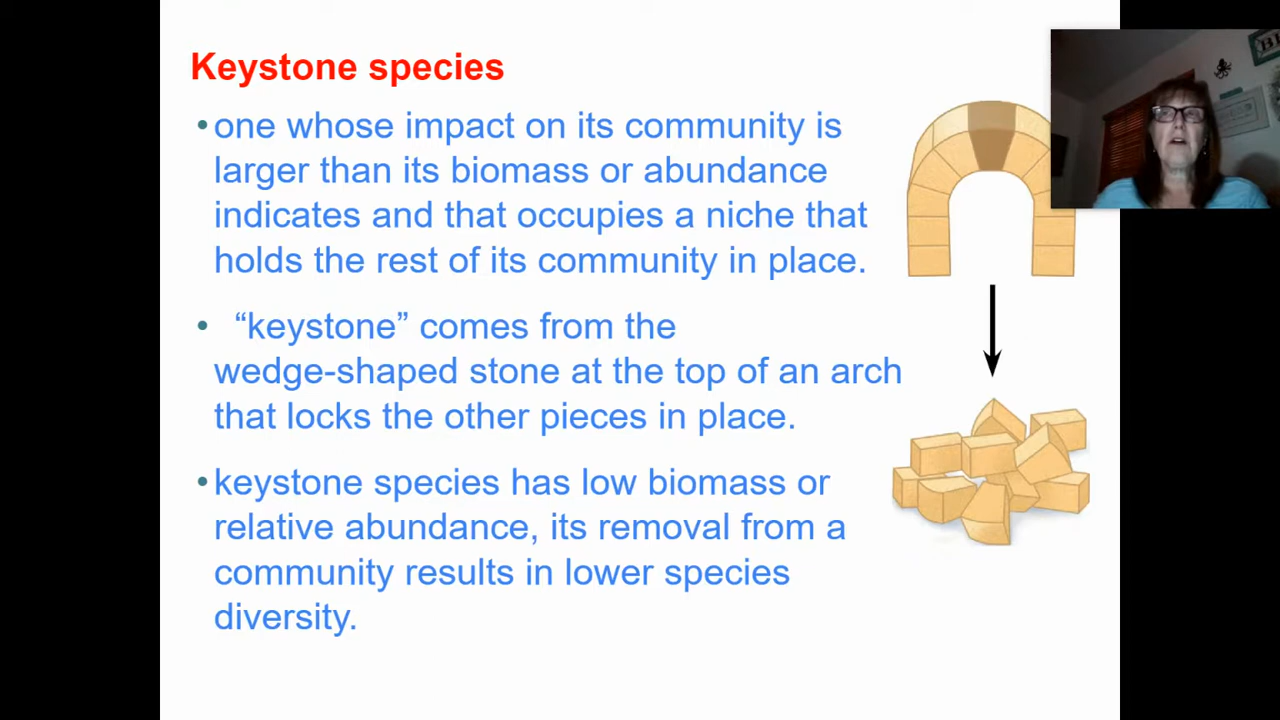 Keystone species
•one whose impact on its community is
larger than its biomass or abundance
indicates and that occupies a niche that
holds the rest of its community in place.
• “keystone” comes from the
wedge-shaped stone at the top of an arch
that locks the other pieces in place.
•keystone species has low biomass or
relative abundance, its removal from a
community results in lower species
diversity.